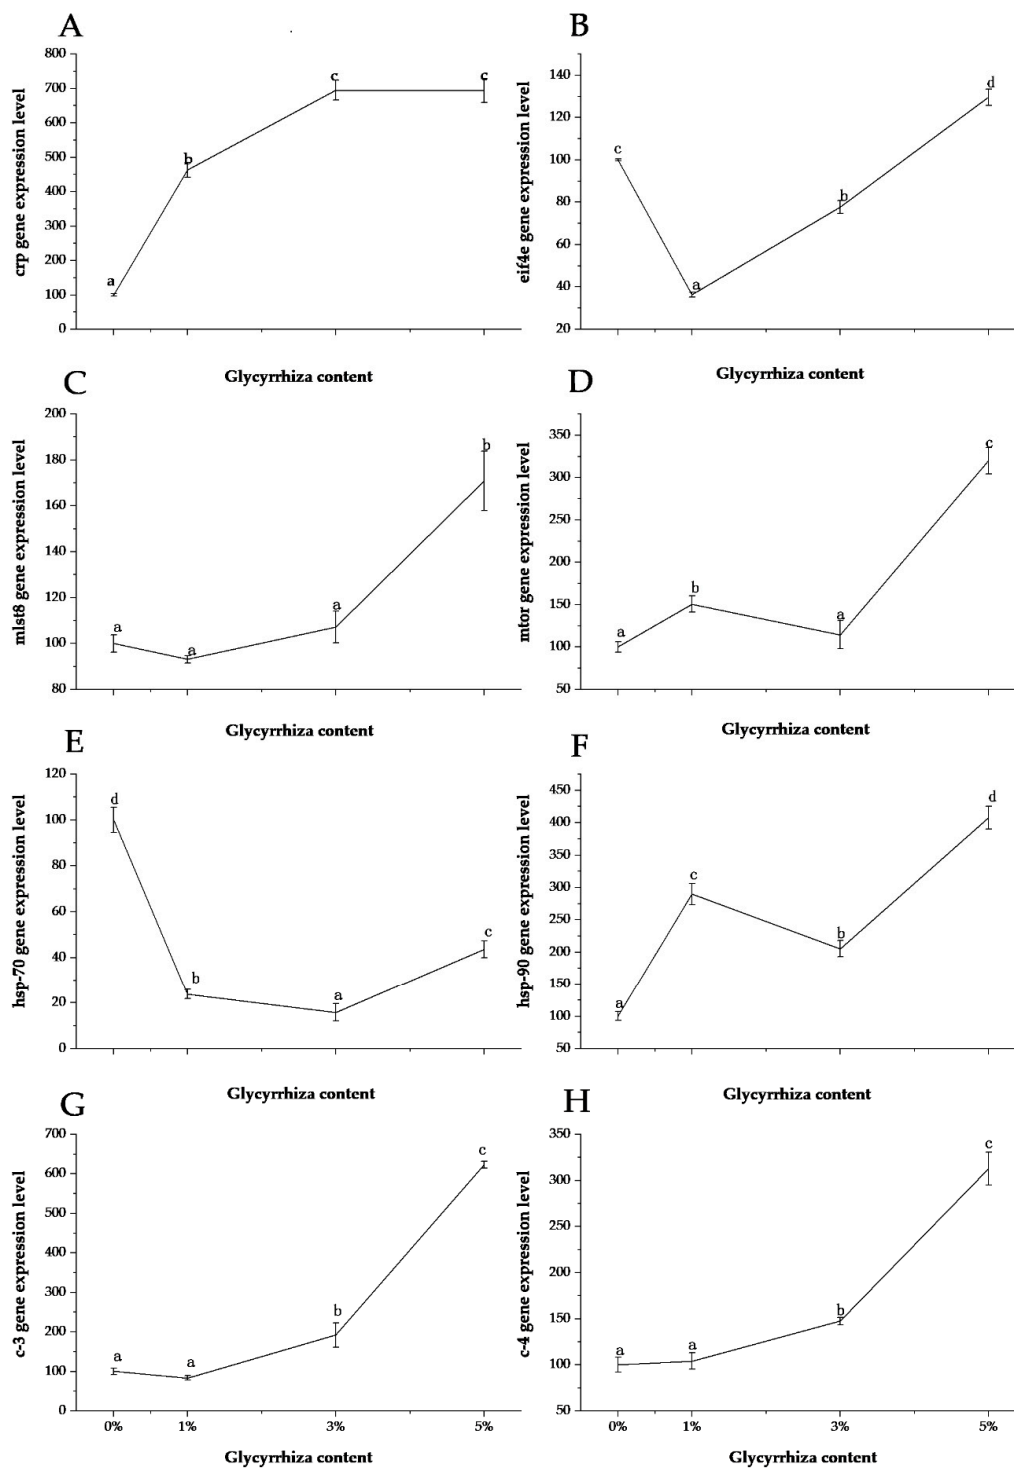 A
crp gene expression level
800
700
600
500
400
300
200
100
0
a
b
c
c
Glycyrrhiza content
B
eif4e gene expression level
140
120
100
80
60
40
20
c
a
b
d
Glycyrrhiza content
C
mlst8 gene expression level
200
180
160
140
120
100
80
a
a
a
b
Glycyrrhiza content
D
mtor gene expression level
350
300
250
200
150
100
50
a
b
a
c
Glycyrrhiza content
E
hsp-70 gene expression level
120
100
80
60
40
20
0
d
b
a
c
Glycyrrhiza content
F
hsp-90 gene expression level
450
400
350
300
250
200
150
100
50
a
c
b
d
Glycyrrhiza content
G
c-3 gene expression level
700
600
500
400
300
200
100
0
a
a
b
c
0% 1% 3% 5%
Glycyrrhiza content
H
c-4 gene expression level
350
300
250
200
150
100
50
a
a
b
c
0% 1% 3% 5%
Glycyrrhiza content